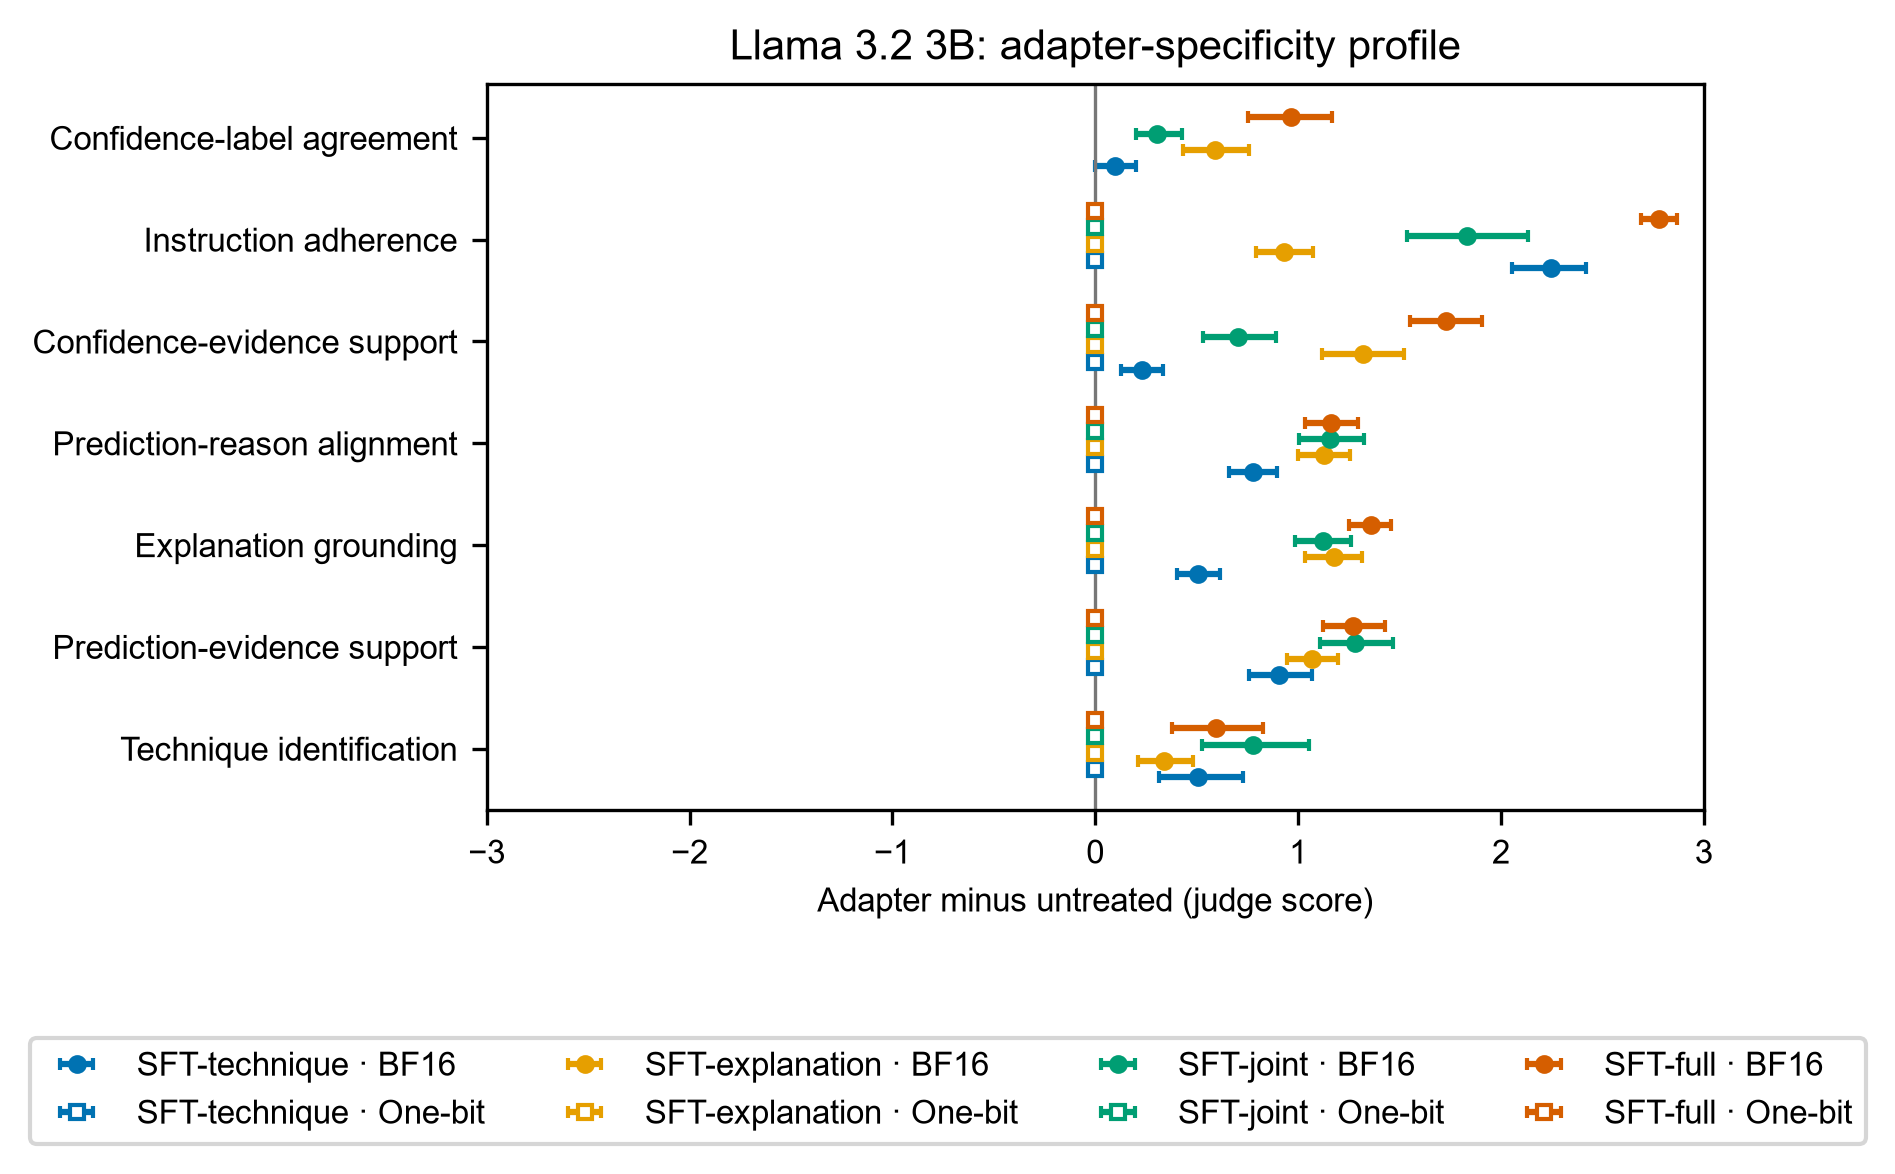 Llama 3.2 3B: adapter-specificity profile
Confidence-label agreement
Instruction adherence
Confidence-evidence support
Prediction-reason alignment
Explanation grounding
Prediction-evidence support
Technique identification
−3 −2 −1 0 1 2 3
Adapter minus untreated (judge score)
SFT-technique · BF16 SFT-explanation · BF16 SFT-joint · BF16 SFT-full · BF16
SFT-technique · One-bit SFT-explanation · One-bit SFT-joint · One-bit SFT-full · One-bit